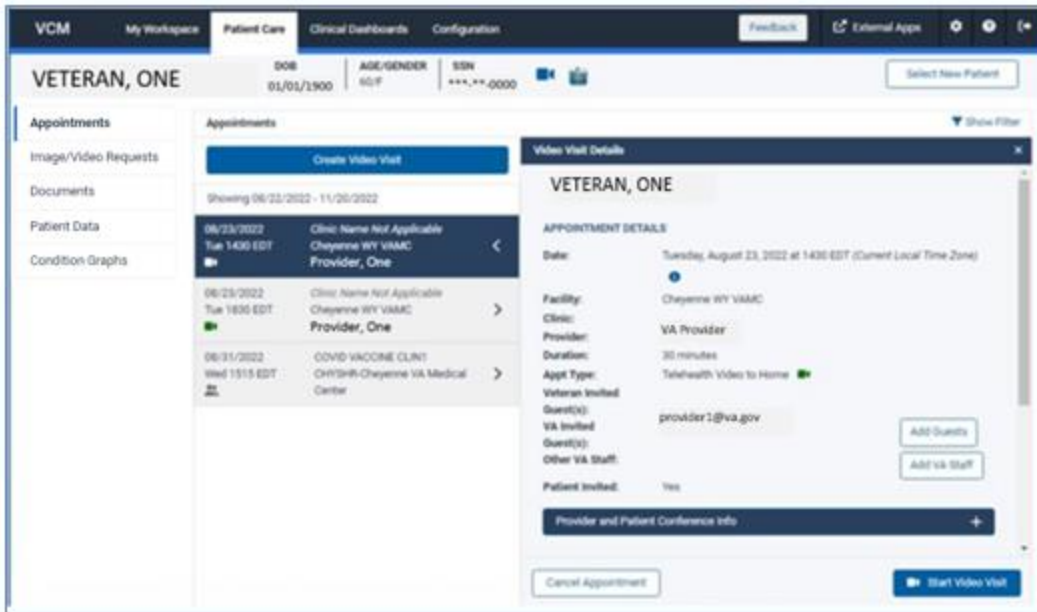 VCM My Workspace Patient Care Clinical Dashboards Configuration Feedback External Apps
VETERAN, ONE
DOB
01/01/1900
AGE/GENDER
60/F
SSN
***-**-0000
Select New Patient
Appointments
Image/Video Requests
Documents
Patient Data
Condition Graphs
Appointments
Show Filter
Create Video Visit
Showing 08/22/2022 - 11/20/2022
08/23/2022 Clinic Name Not Applicable
Tue 1430 EDT Cheyenne WY VAMC
Provider, One
08/23/2022 Clinic Name Not Applicable
Tue 1830 EDT Cheyenne WY VAMC
Provider, One
08/31/2022 COVID VACCINE CLIN1
Wed 1515 EDT CHYSHR-Cheyenne VA Medical
Center
Video Visit Details
VETERAN, ONE
APPOINTMENT DETAILS
Date: Tuesday, August 23, 2022 at 1430 EDT (Current Local Time Zone)
Facility: Cheyenne WY VAMC
Clinic:
Provider: VA Provider
Duration: 30 minutes
Appt Type: Telehealth Video to Home
Veteran Invited
Guest(s):
provider1@va.gov
VA Invited
Guest(s):
Add Guests
Other VA Staff:
Add VA Staff
Patient Invited: Yes
Provider and Patient Conference Info +
Cancel Appointment
Start Video Visit